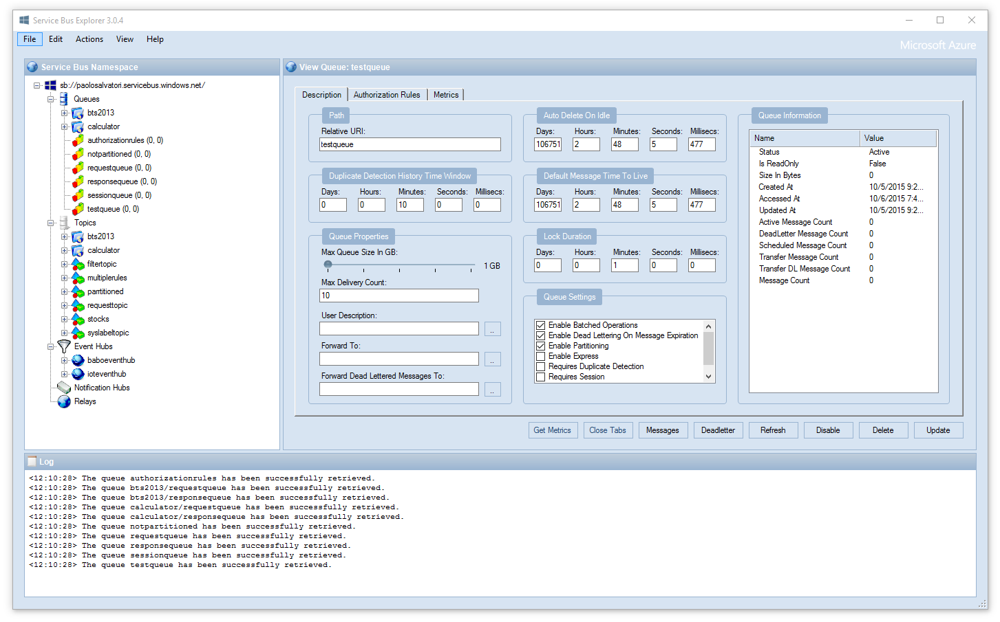 Service Bus Explorer 3.0.4
File Edit Actions View Help
Microsoft Azure
Service Bus Namespace
sb://paolosalvatori.servicebus.windows.net/
Queues
bts2013
calculator
authorizationrules (0, 0)
notpartitioned (0, 0)
requestqueue (0, 0)
responsequeue (0, 0)
sessionqueue (0, 0)
testqueue (0, 0)
Topics
bts2013
calculator
filtertopic
multiplerules
partitioned
requesttopic
stocks
syslabeltopic
Event Hubs
baboeventhub
ioteventhub
Notification Hubs
Relays
View Queue: testqueue
Description Authorization Rules Metrics
Path
Relative URI:
testqueue
Duplicate Detection History Time Window
Days: Hours: Minutes: Seconds: Millisecs:
0 0 10 0 0
Queue Properties
Max Queue Size In GB:
1 GB
Max Delivery Count:
10
User Description:
..
Forward To:
..
Forward Dead Lettered Messages To:
..
Auto Delete On Idle
Days: Hours: Minutes: Seconds: Millisecs:
106751 2 48 5 477
Default Message Time To Live
Days: Hours: Minutes: Seconds: Millisecs:
106751 2 48 5 477
Lock Duration
Days: Hours: Minutes: Seconds: Millisecs:
0 0 1 0 0
Queue Settings
Enable Batched Operations
Enable Dead Lettering On Message Expiration
Enable Partitioning
Enable Express
Requires Duplicate Detection
Requires Session
Queue Information
Name Value
Status Active
Is ReadOnly False
Size In Bytes 0
Created At 10/5/2015 9:2...
Accessed At 10/6/2015 7:4...
Updated At 10/5/2015 9:2...
Active Message Count 0
DeadLetter Message Count 0
Scheduled Message Count 0
Transfer Message Count 0
Transfer DL Message Count 0
Message Count 0
Get Metrics Close Tabs Messages Deadletter Refresh Disable Delete Update
Log
<12:10:28> The queue authorizationrules has been successfully retrieved.
<12:10:28> The queue bts2013/requestqueue has been successfully retrieved.
<12:10:28> The queue bts2013/responsequeue has been successfully retrieved.
<12:10:28> The queue calculator/requestqueue has been successfully retrieved.
<12:10:28> The queue calculator/responsequeue has been successfully retrieved.
<12:10:28> The queue notpartitioned has been successfully retrieved.
<12:10:28> The queue requestqueue has been successfully retrieved.
<12:10:28> The queue responsequeue has been successfully retrieved.
<12:10:28> The queue sessionqueue has been successfully retrieved.
<12:10:28> The queue testqueue has been successfully retrieved.